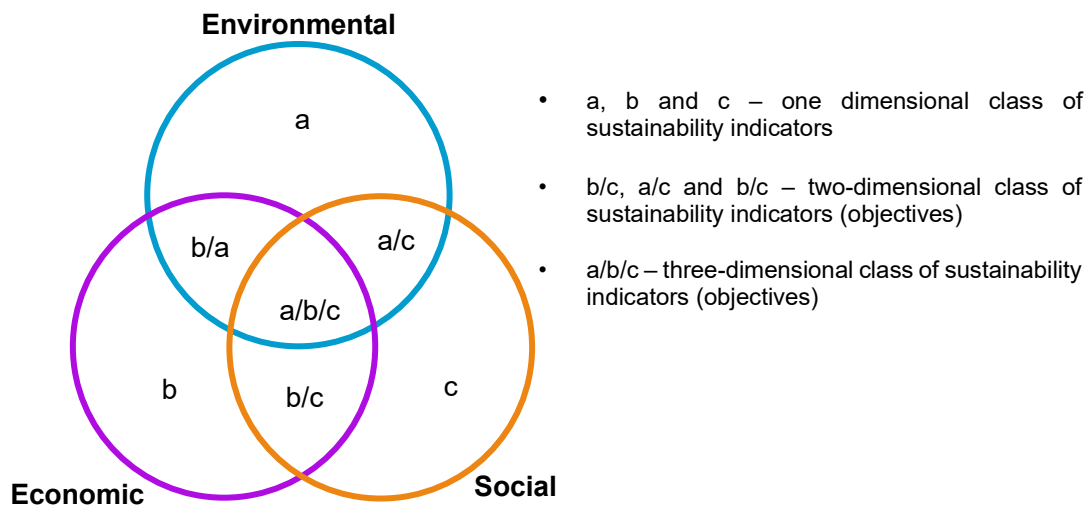 Environmental
a
b/a
a/c
a/b/c
b
b/c
c
Economic
Social
• a, b and c – one dimensional class of
sustainability indicators
• b/c, a/c and b/c – two-dimensional class of
sustainability indicators (objectives)
• a/b/c – three-dimensional class of sustainability
indicators (objectives)